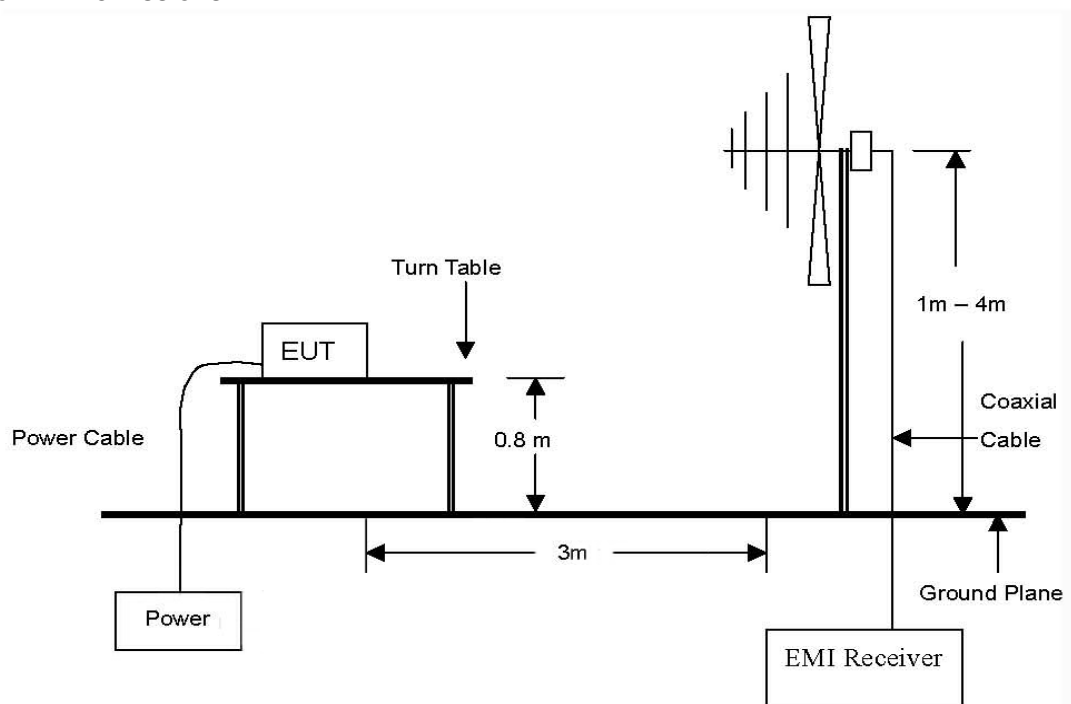 Turn Table
EUT
1m – 4m
Coaxial
Cable
Power Cable
0.8 m
3m
Ground Plane
Power
EMI Receiver